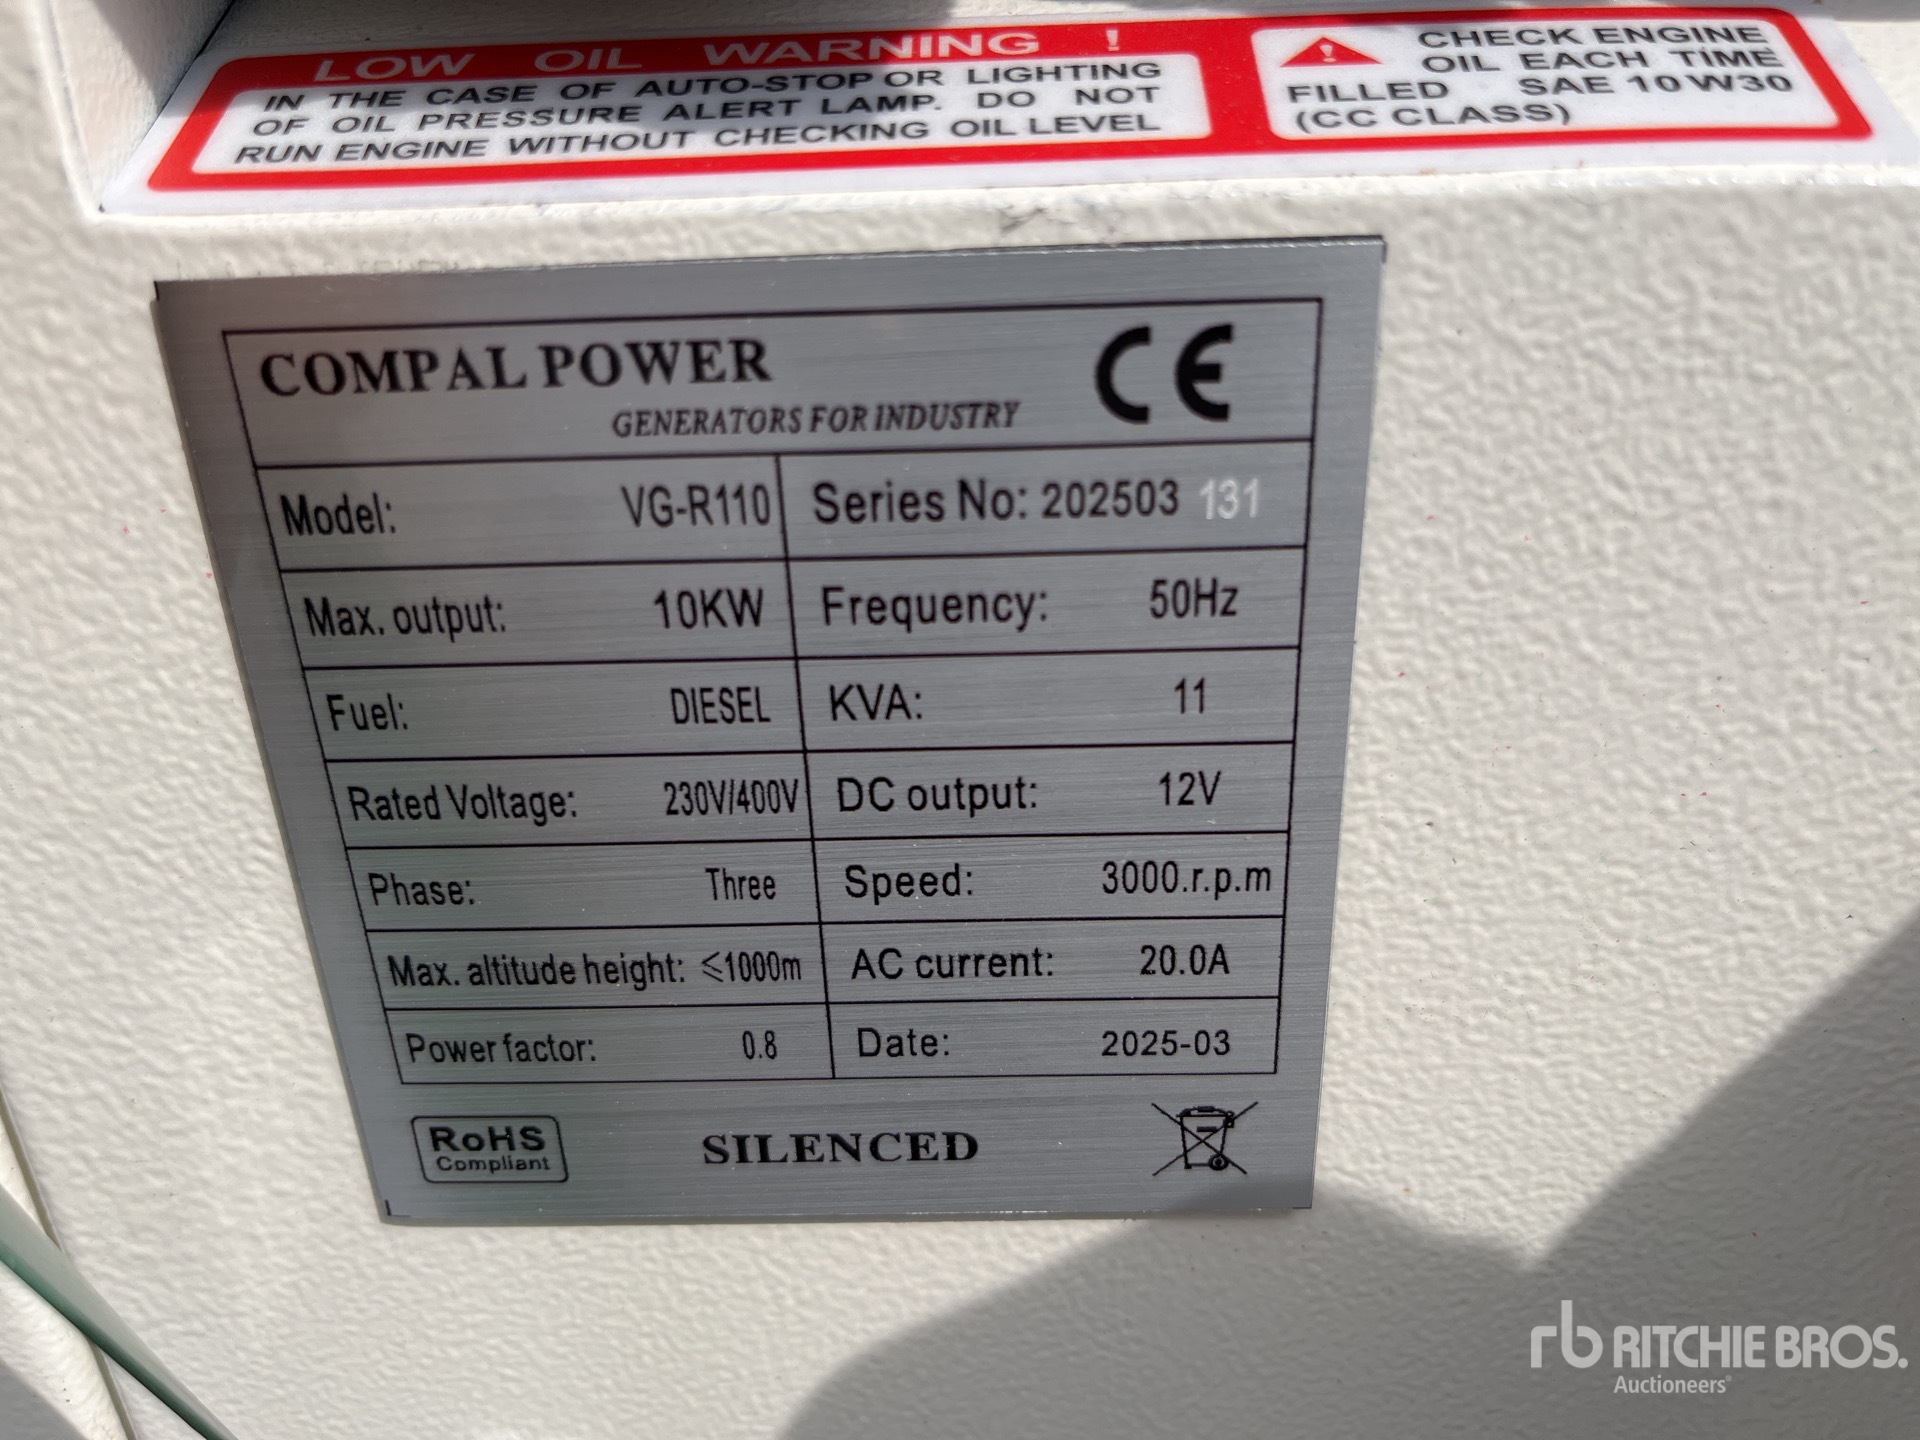 LOW OIL WARNING !
IN THE CASE OF AUTO-STOP OR LIGHTING
OF OIL PRESSURE ALERT LAMP. DO NOT
RUN ENGINE WITHOUT CHECKING OIL LEVEL
CHECK ENGINE
OIL EACH TIME
FILLED SAE 10W30
(CC CLASS)
COMPAL POWER
CE
GENERATORS FOR INDUSTRY
Model: VG-R110 Series No: 202503 131
Max. output: 10KW Frequency: 50Hz
Fuel: DIESEL KVA: 11
Rated Voltage: 230V/400V DC output: 12V
Phase: Three Speed: 3000.r.p.m
Max. altitude height: ≤1000m AC current: 20.0A
Power factor: 0.8 Date: 2025-03
RoHS
Compliant
SILENCED
rb RITCHIE BROS.
Auctioneers